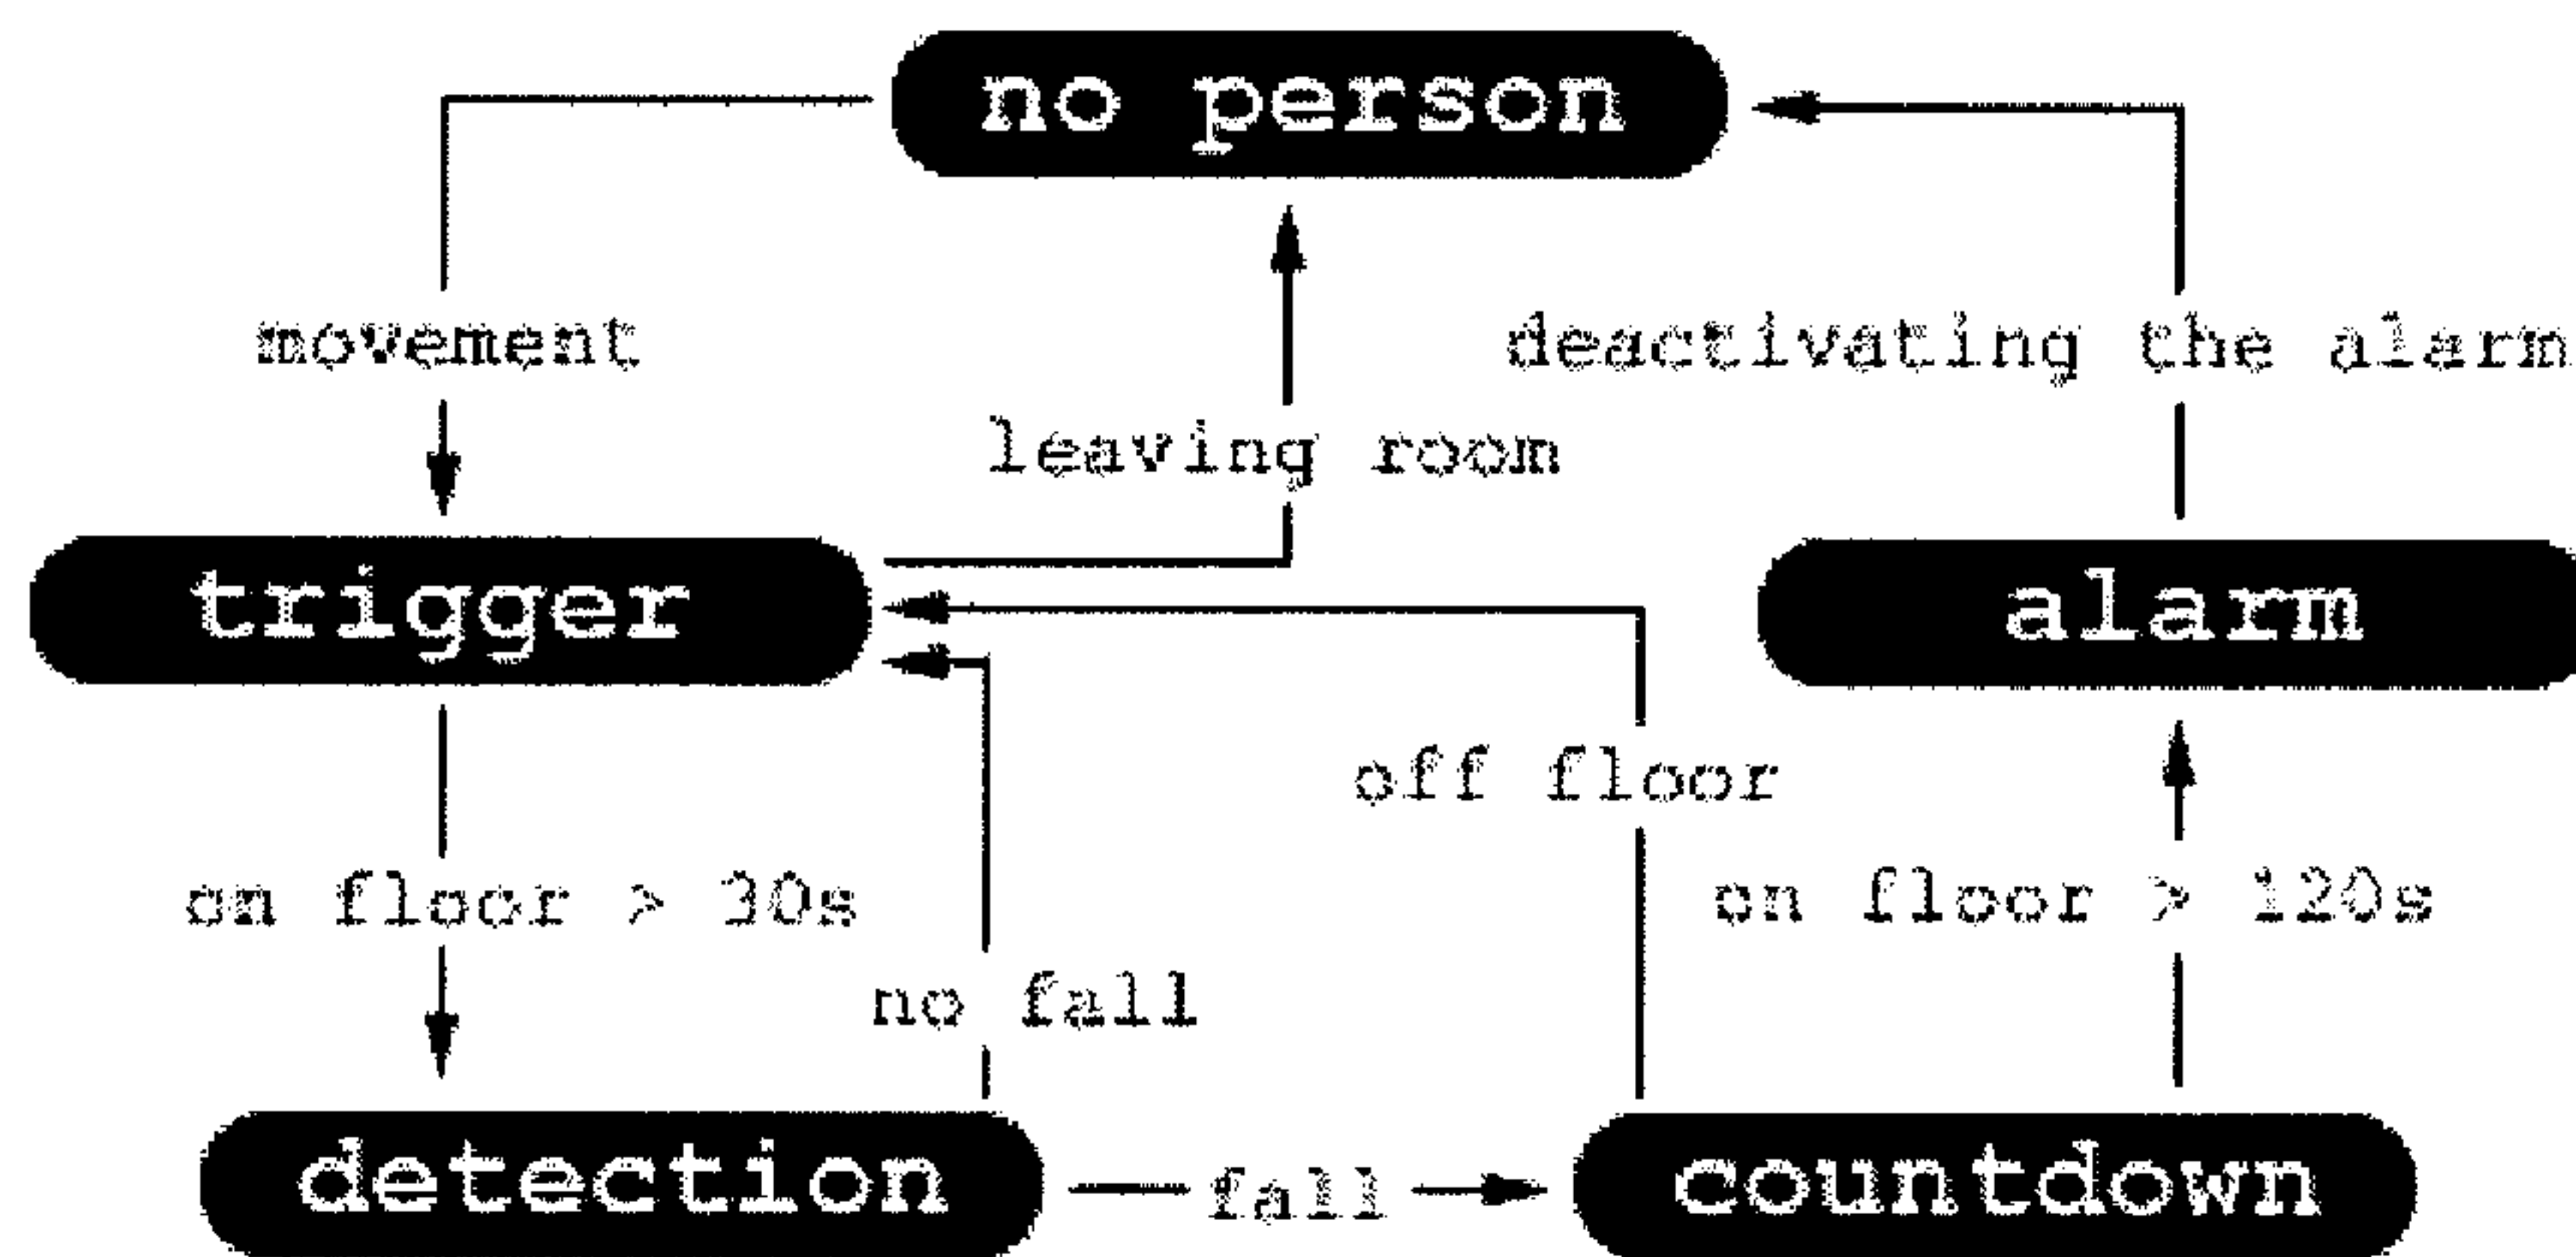 no person
movement
deactivating the alarm
leaving room
trigger
alarm
off floor
on floor > 30s
on floor > 120s
no fall
detection
fall
countdown